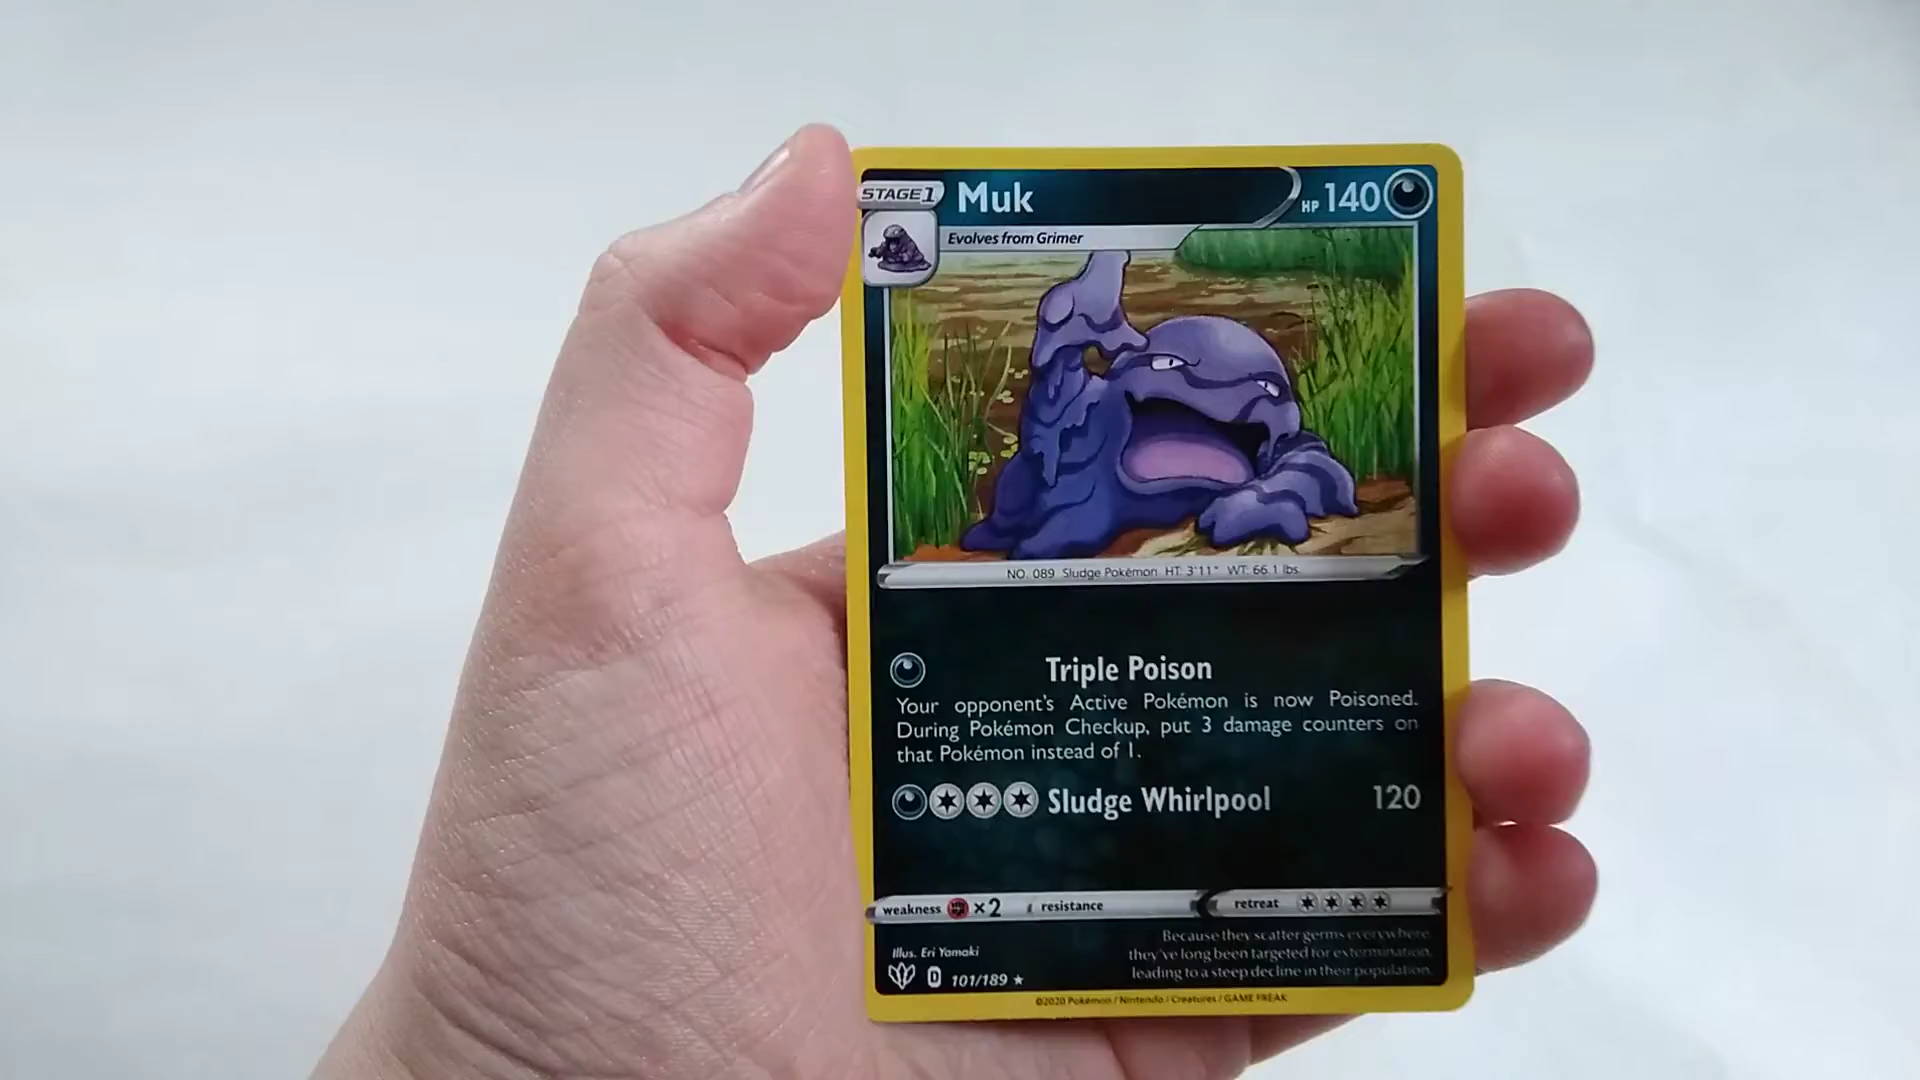 STAGE 1 Muk HP 140
Evolves from Grimer
NO. 089 Sludge Pokémon HT: 3'11" WT: 66.1 lbs.
Triple Poison
Your opponent's Active Pokémon is now Poisoned.
During Pokémon Checkup, put 3 damage counters on
that Pokémon instead of 1.
Sludge Whirlpool 120
weakness ×2 resistance retreat
Because they scatter germs everywhere,
they've long been targeted for extermination,
leading to a steep decline in their population.
Illus. Eri Yamaki
D 101/189 ★
©2020 Pokémon / Nintendo / Creatures / GAME FREAK